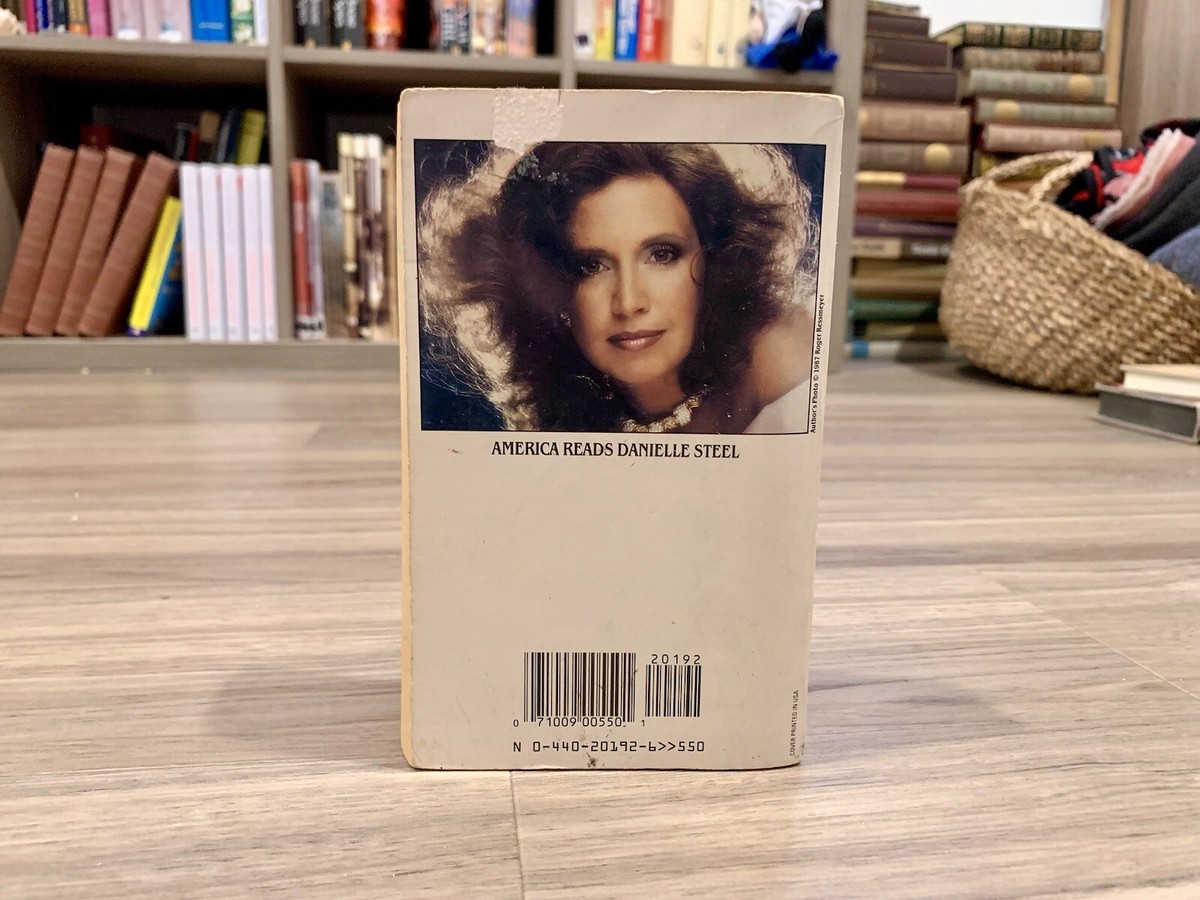 Author's Photo © 1987 Roger Ressmeyer
AMERICA READS DANIELLE STEEL
20192
0 71009 00550 1
N 0-440-20192-6>>550
COVER PRINTED IN USA